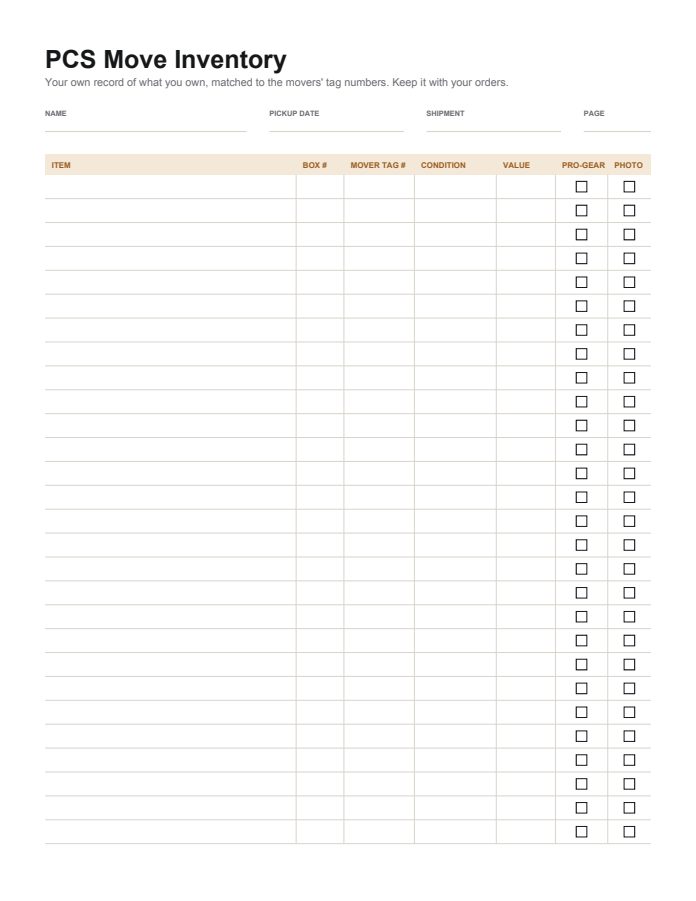 PCS Move Inventory
Your own record of what you own, matched to the movers' tag numbers. Keep it with your orders.
NAME PICKUP DATE SHIPMENT PAGE
ITEM BOX # MOVER TAG # CONDITION VALUE PRO-GEAR PHOTO